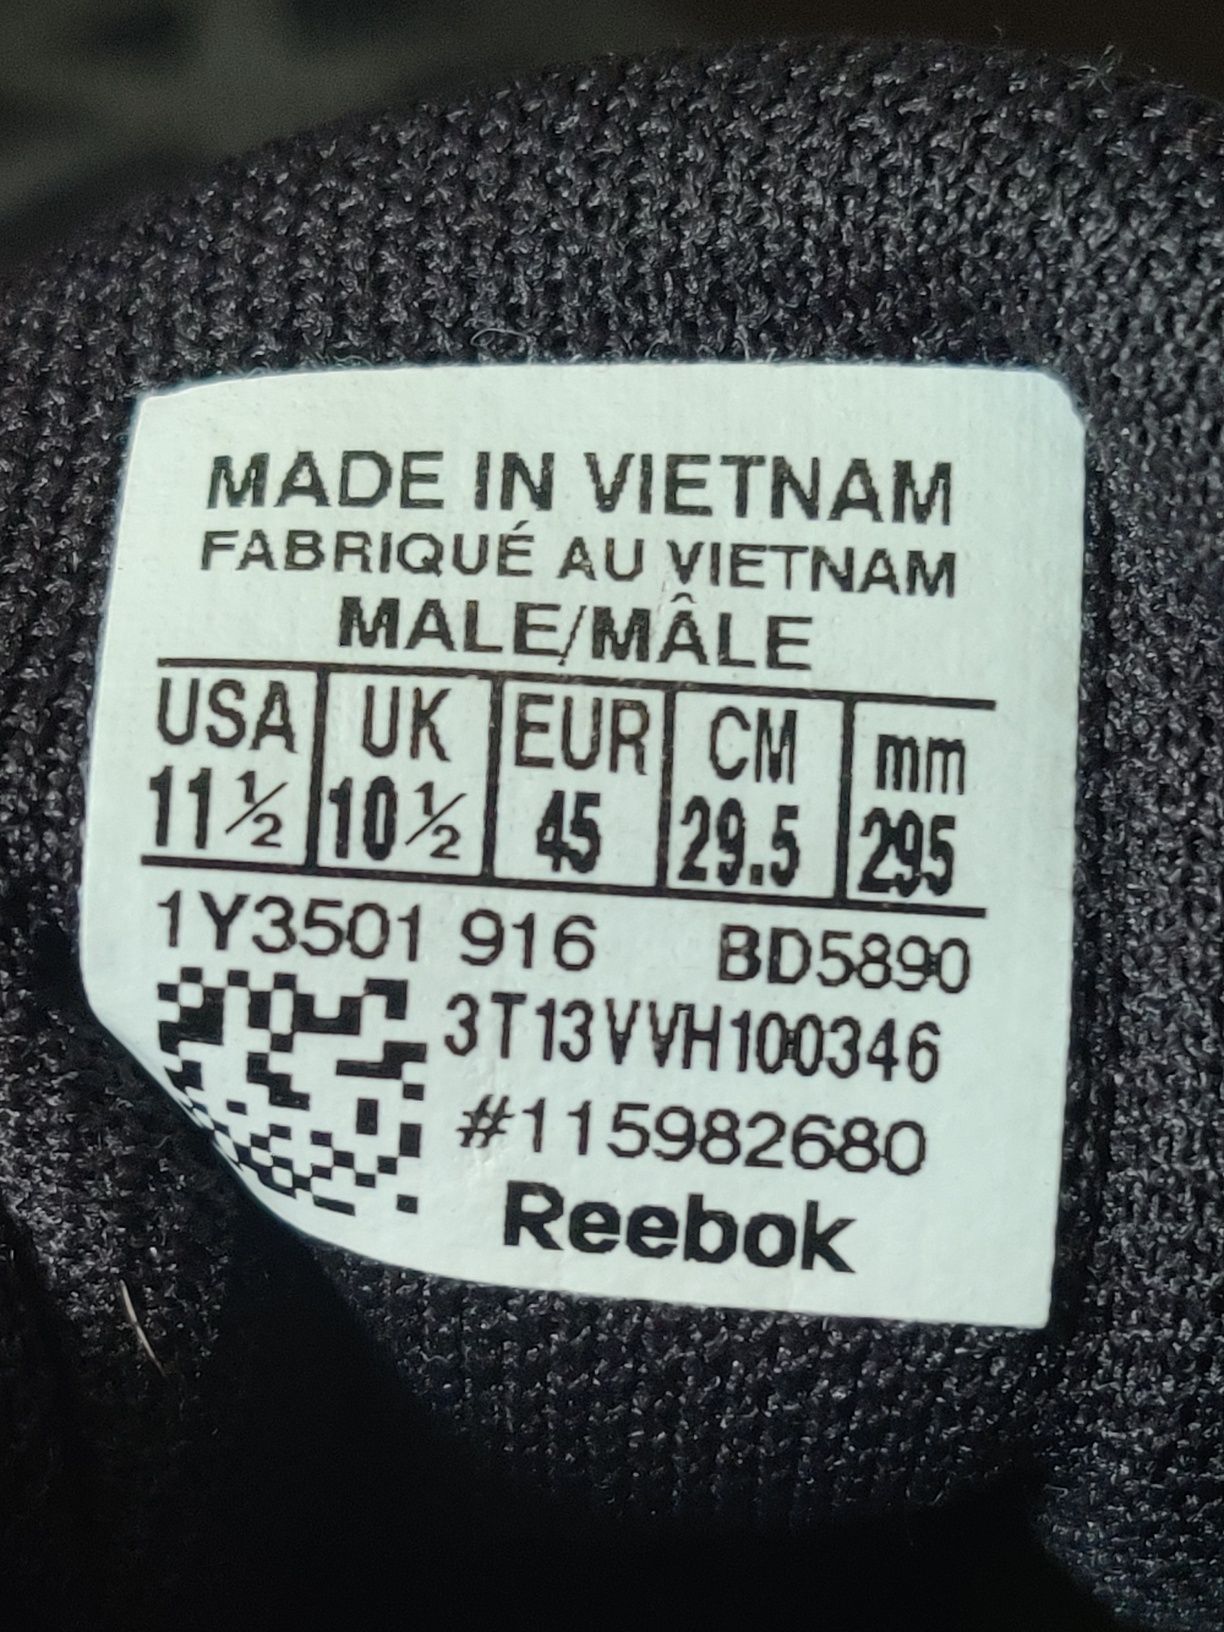 MADE IN VIETNAM
FABRIQUÉ AU VIETNAM
MALE/MÂLE
USA UK EUR CM mm
11½ 10½ 45 29.5 295
1Y3501 916 BD5890
3T13VVH100346
#115982680
Reebok